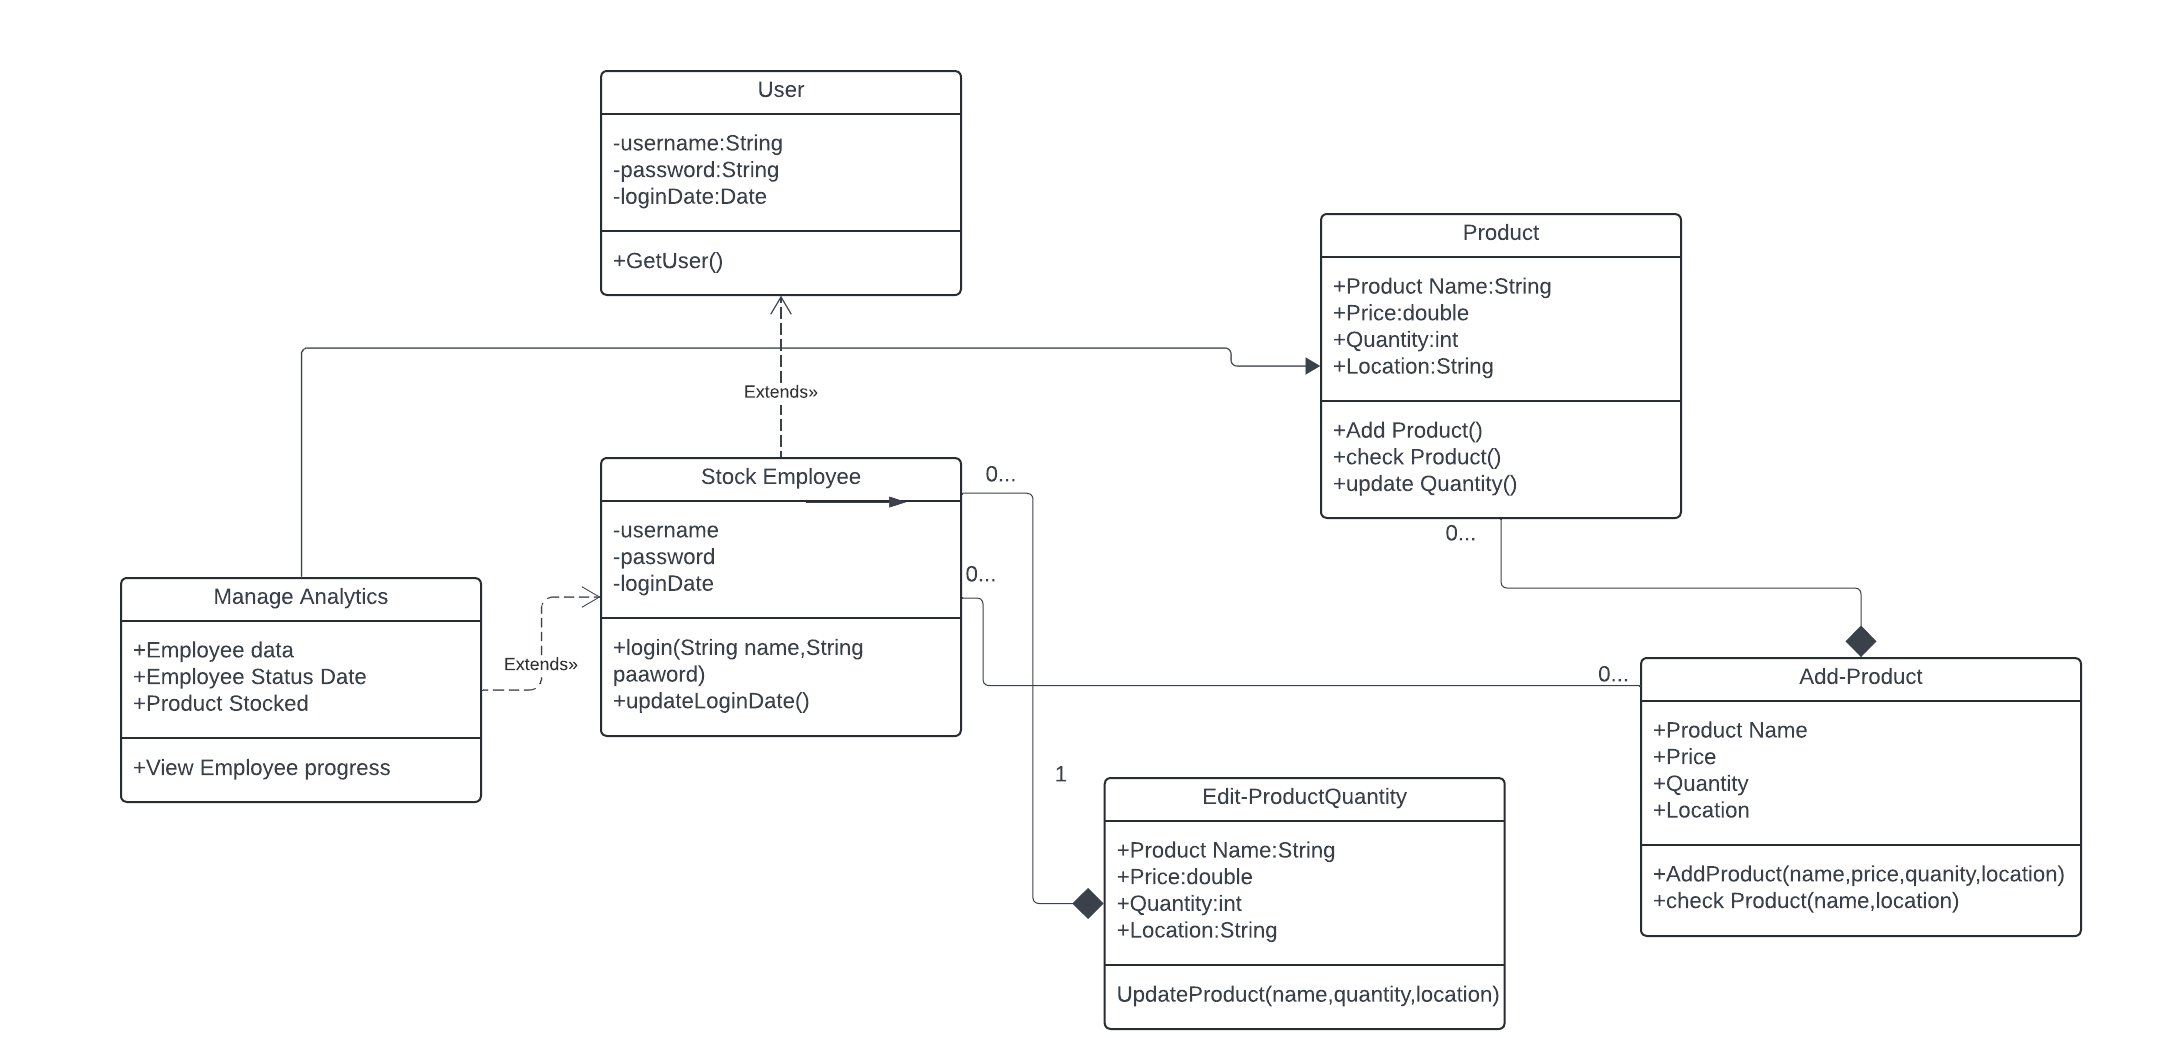 User
-username:String
-password:String
-loginDate:Date
+GetUser()
Product
+Product Name:String
+Price:double
+Quantity:int
+Location:String
+Add Product()
+check Product()
+update Quantity()
0...
Extends»
Stock Employee
-username
-password
-loginDate
+login(String name,String
paaword)
+updateLoginDate()
0...
0...
Manage Analytics
+Employee data
+Employee Status Date
+Product Stocked
+View Employee progress
Extends»
0...
Add-Product
+Product Name
+Price
+Quantity
+Location
+AddProduct(name,price,quanity,location)
+check Product(name,location)
1
Edit-ProductQuantity
+Product Name:String
+Price:double
+Quantity:int
+Location:String
UpdateProduct(name,quantity,location)